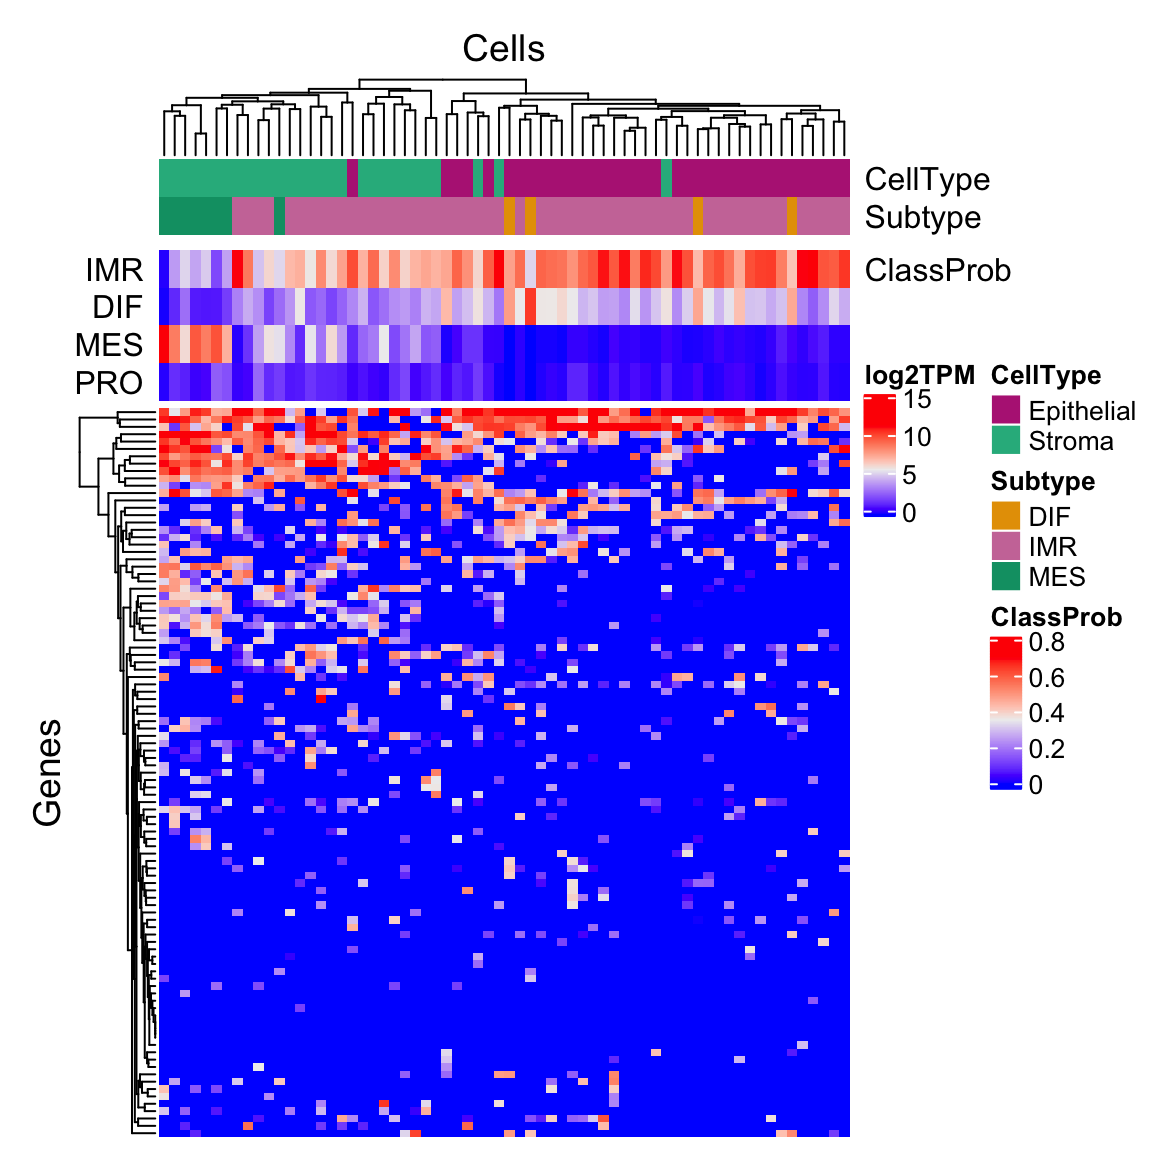 Cells
CellType
Subtype
IMR
ClassProb
DIF
MES
PRO
log2TPM
15
10
5
0
CellType
Epithelial
Stroma
Subtype
DIF
IMR
MES
ClassProb
0.8
0.6
0.4
0.2
0
Genes